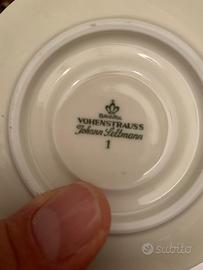 Bavaria
VOHENSTRAUSS
Johann Seltmann
1
subito